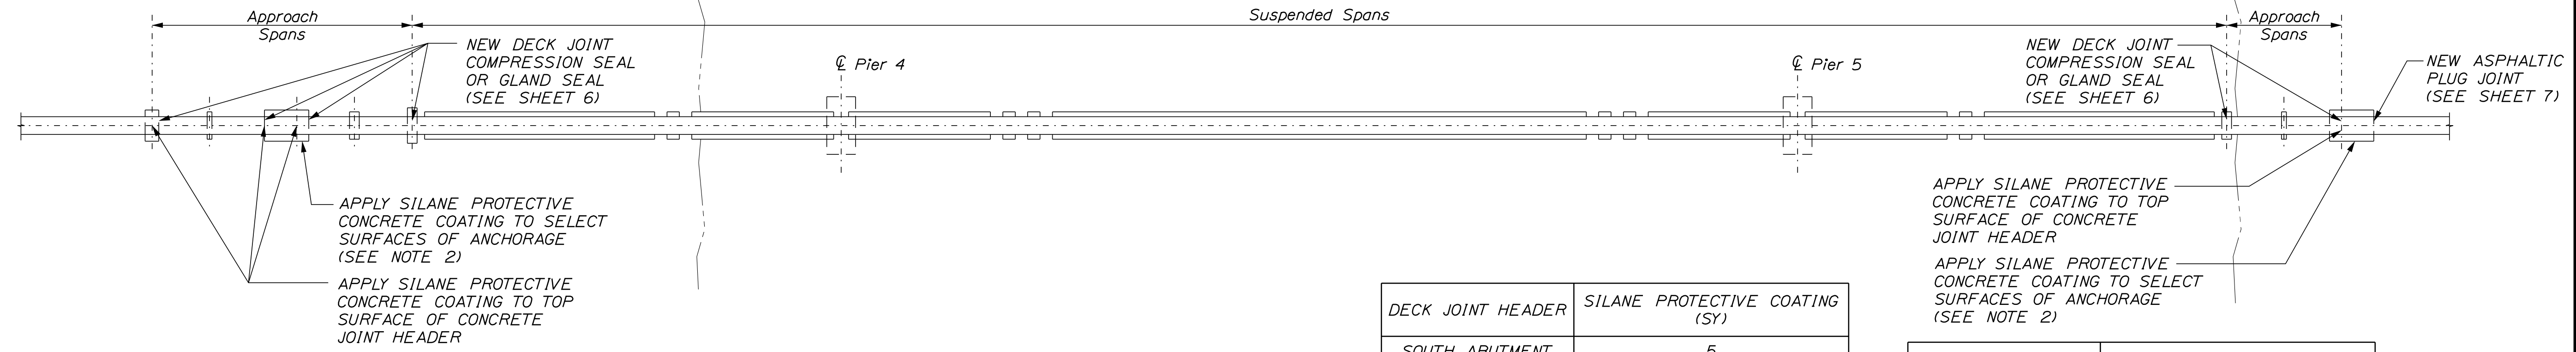 Approach
Spans
Suspended Spans
Approach
Spans
NEW DECK JOINT
COMPRESSION SEAL
OR GLAND SEAL
(SEE SHEET 6)
℄ Pier 4
℄ Pier 5
NEW DECK JOINT
COMPRESSION SEAL
OR GLAND SEAL
(SEE SHEET 6)
NEW ASPHALTIC
PLUG JOINT
(SEE SHEET 7)
APPLY SILANE PROTECTIVE
CONCRETE COATING TO SELECT
SURFACES OF ANCHORAGE
(SEE NOTE 2)
APPLY SILANE PROTECTIVE
CONCRETE COATING TO TOP
SURFACE OF CONCRETE
JOINT HEADER
APPLY SILANE PROTECTIVE
CONCRETE COATING TO TOP
SURFACE OF CONCRETE
JOINT HEADER
APPLY SILANE PROTECTIVE
CONCRETE COATING TO SELECT
SURFACES OF ANCHORAGE
(SEE NOTE 2)
DECK JOINT HEADER
SILANE PROTECTIVE COATING
(SY)
SOUTH ABUTMENT
5